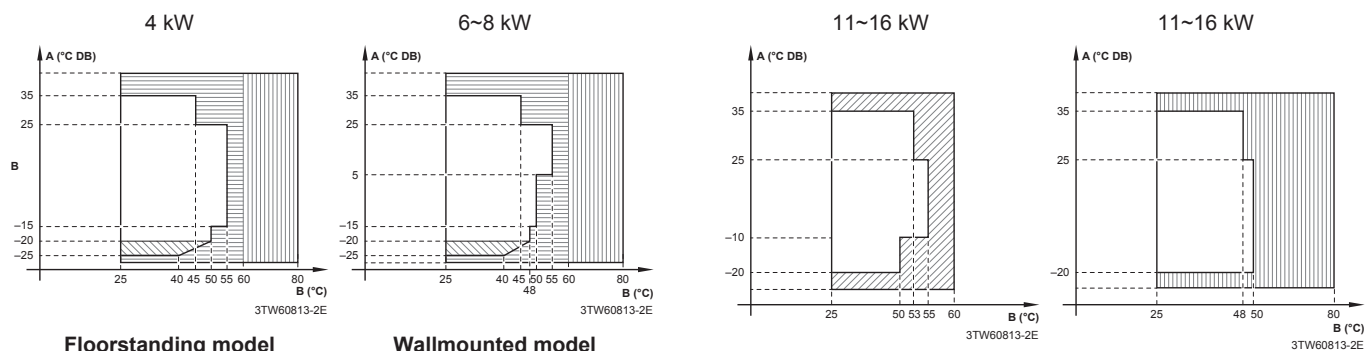 4 kW
A (°C DB)
35
25
B
–15
–20
–25
25 40 45 50 55 60 80
B (°C)
3TW60813-2E
Floorstanding model
6~8 kW
A (°C DB)
35
25
5
–15
–20
–25
25 40 45 50 55 60 80
48
B (°C)
3TW60813-2E
Wallmounted model
11~16 kW
A (°C DB)
35
25
–10
–20
25 50 53 55 60
B (°C)
3TW60813-2E
11~16 kW
A (°C DB)
35
25
–20
25 48 50 80
B (°C)
3TW60813-2E